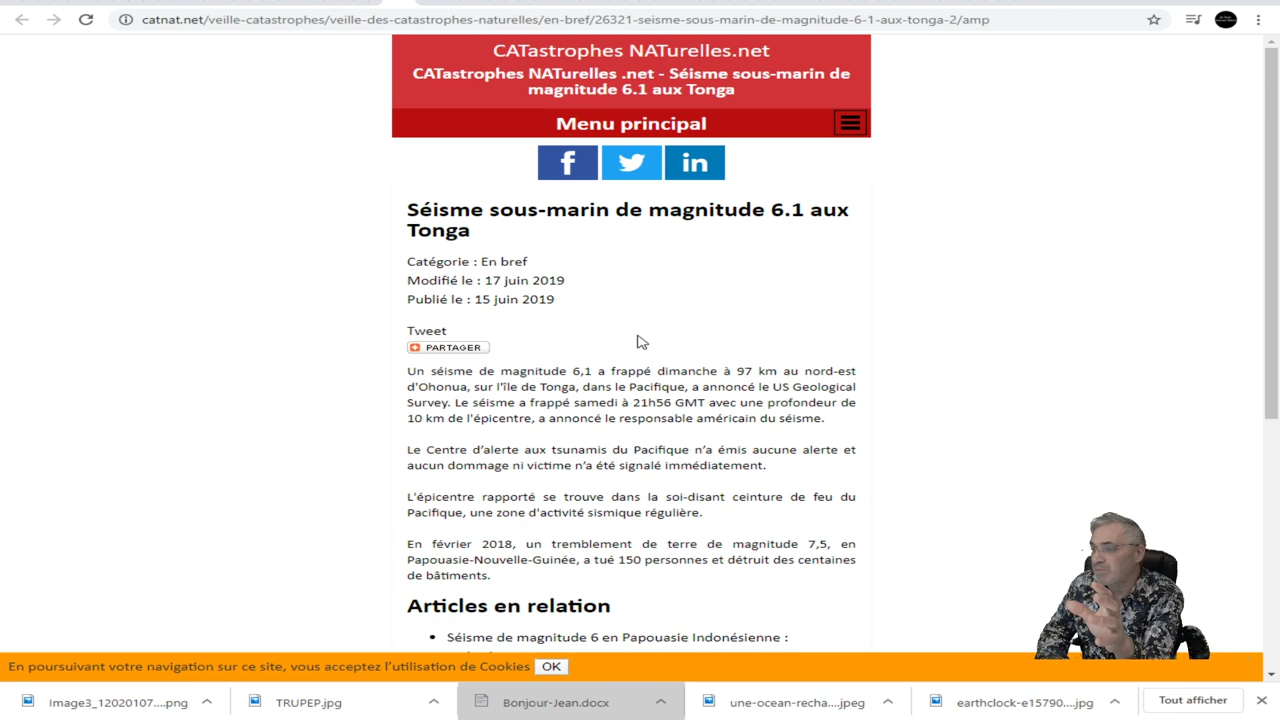 catnat.net/veille-catastrophes/veille-des-catastrophes-naturelles/en-bref/26321-seisme-sous-marin-de-magnitude-6-1-aux-tonga-2/amp
CATastrophes NATurelles.net
CATastrophes NATurelles .net - Séisme sous-marin de
magnitude 6.1 aux Tonga
Menu principal
f
in
Séisme sous-marin de magnitude 6.1 aux
Tonga
Catégorie : En bref
Modifié le : 17 juin 2019
Publié le : 15 juin 2019
Tweet
PARTAGER
Un séisme de magnitude 6,1 a frappé dimanche à 97 km au nord-est
d'Ohonua, sur l'île de Tonga, dans le Pacifique, a annoncé le US Geological
Survey. Le séisme a frappé samedi à 21h56 GMT avec une profondeur de
10 km de l'épicentre, a annoncé le responsable américain du séisme.
Le Centre d’alerte aux tsunamis du Pacifique n’a émis aucune alerte et
aucun dommage ni victime n’a été signalé immédiatement.
L'épicentre rapporté se trouve dans la soi-disant ceinture de feu du
Pacifique, une zone d'activité sismique régulière.
En février 2018, un tremblement de terre de magnitude 7,5, en
Papouasie-Nouvelle-Guinée, a tué 150 personnes et détruit des centaines
de bâtiments.
Articles en relation
• Séisme de magnitude 6 en Papouasie Indonésienne :
En poursuivant votre navigation sur ce site, vous acceptez l’utilisation de Cookies OK
Image3_12020107....png
TRUPEP.jpg
Bonjour-Jean.docx
une-ocean-recha....jpeg
earthclock-e15790....jpg
Tout afficher